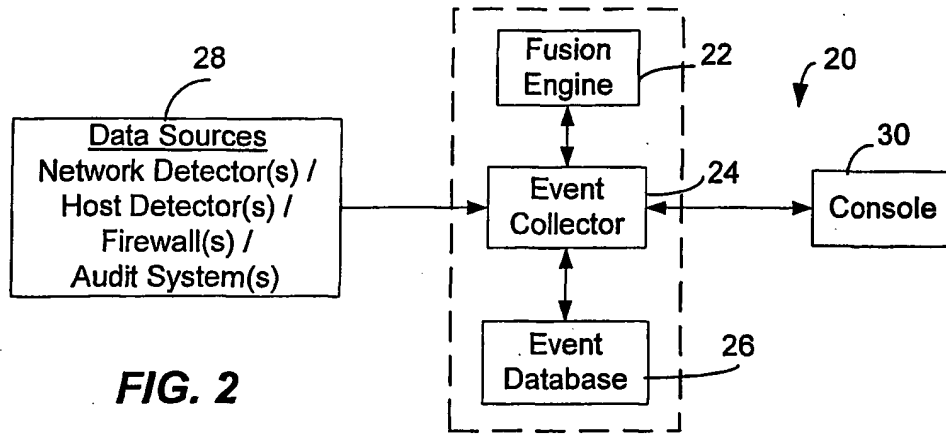 28
Data Sources
Network Detector(s) /
Host Detector(s) /
Firewall(s) /
Audit System(s)
Fusion
Engine
22
20
Event
Collector
24
30
Console
Event
Database
26
FIG. 2